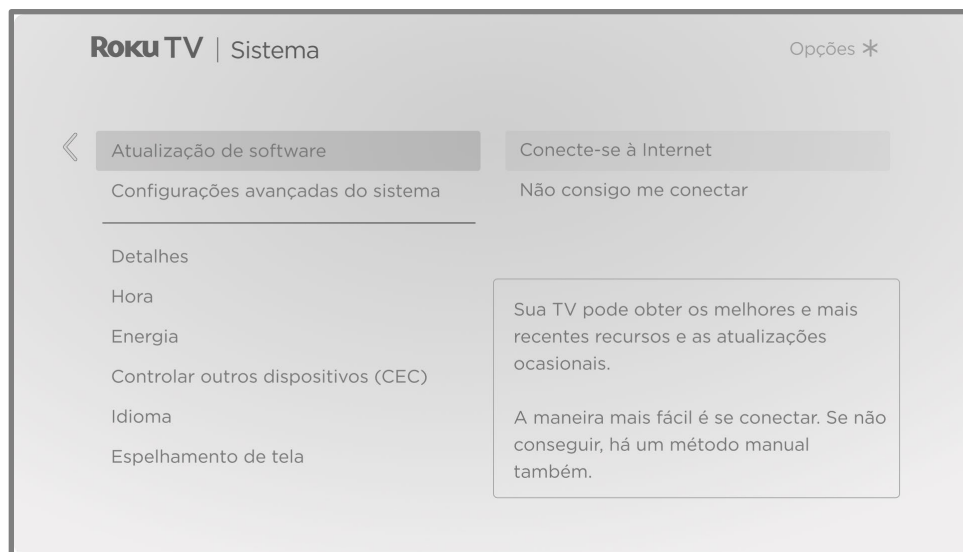 Roku TV | Sistema
Opções *
Atualização de software
Configurações avançadas do sistema
Detalhes
Hora
Energia
Controlar outros dispositivos (CEC)
Idioma
Espelhamento de tela
Conecte-se à Internet
Não consigo me conectar
Sua TV pode obter os melhores e mais
recentes recursos e as atualizações
ocasionais.
A maneira mais fácil é se conectar. Se não
conseguir, há um método manual
também.